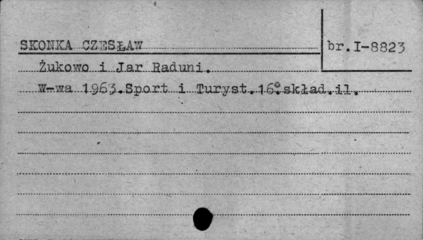 SKONKA CZESŁAW br.I-8823
Żukowo i Jar Raduni.
W-wa 1963.Sport i Turyst.16°skład.il.